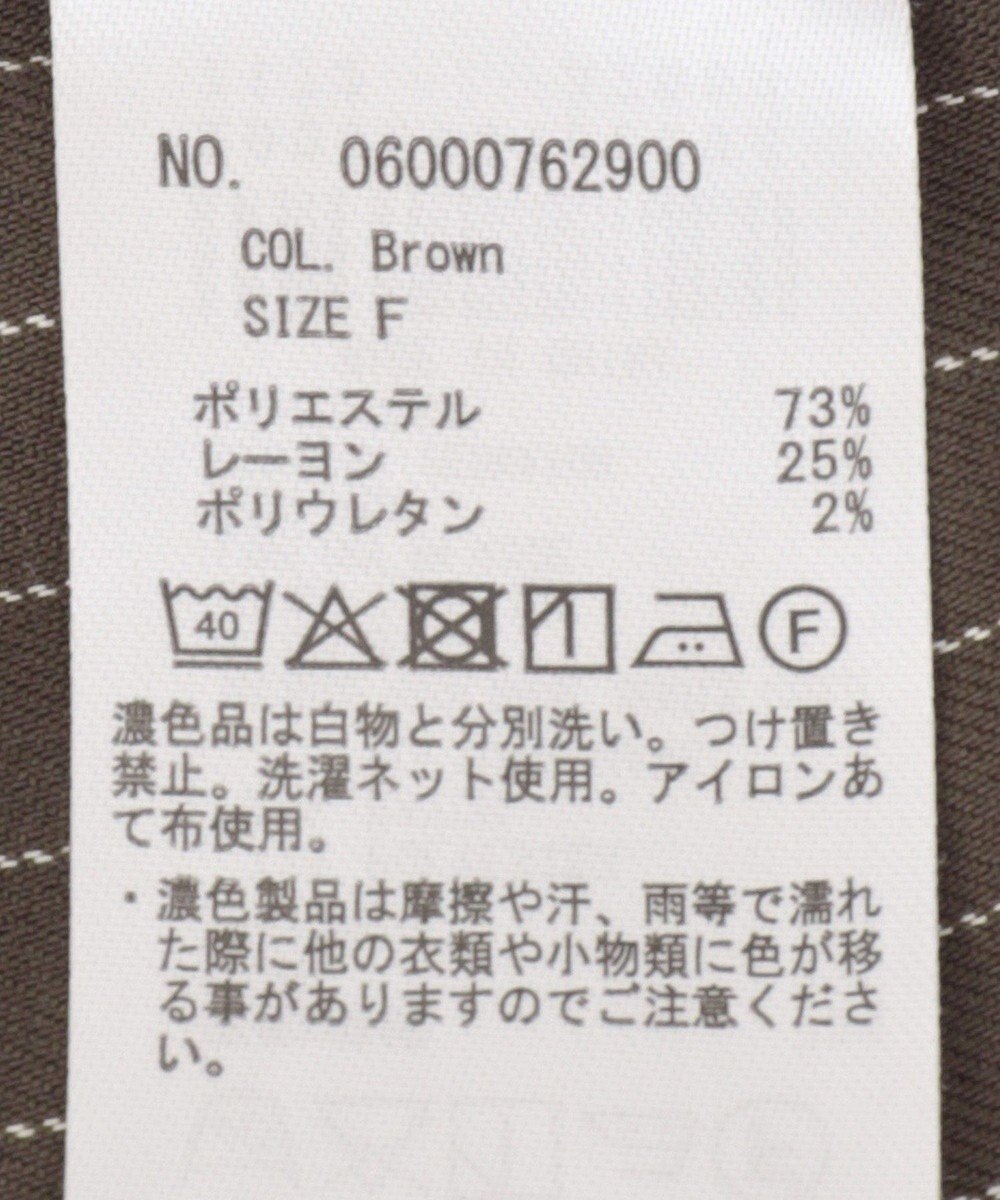 NO. 06000762900
COL. Brown
SIZE F
ポリエステル 73%
レーヨン 25%
ポリウレタン 2%
40 F
濃色品は白物と分別洗い。つけ置き
禁止。洗濯ネット使用。アイロンあ
て布使用。
・濃色製品は摩擦や汗、雨等で濡れ
た際に他の衣類や小物類に色が移
る事がありますのでご注意くださ
い。